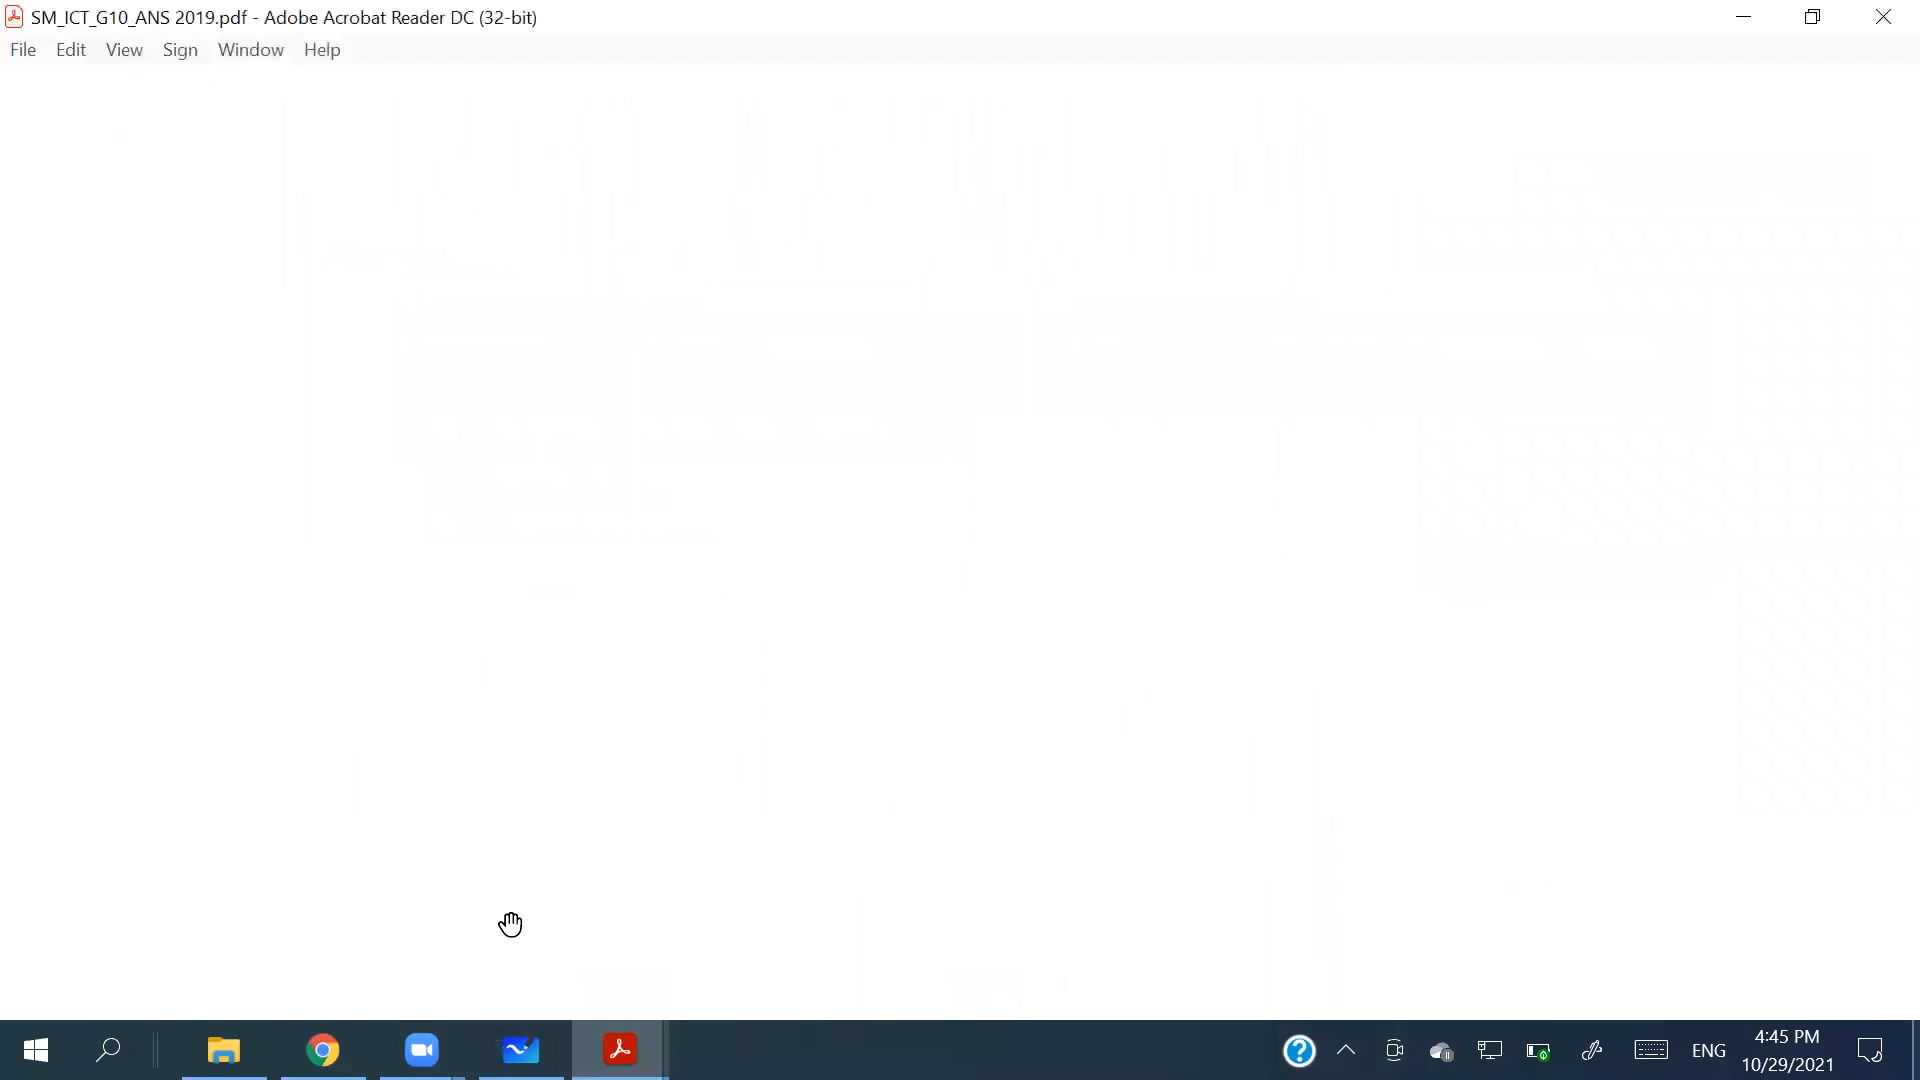 SM_ICT_G10_ANS 2019.pdf - Adobe Acrobat Reader DC (32-bit)
File Edit View Sign Window Help
ENG
4:45 PM
10/29/2021